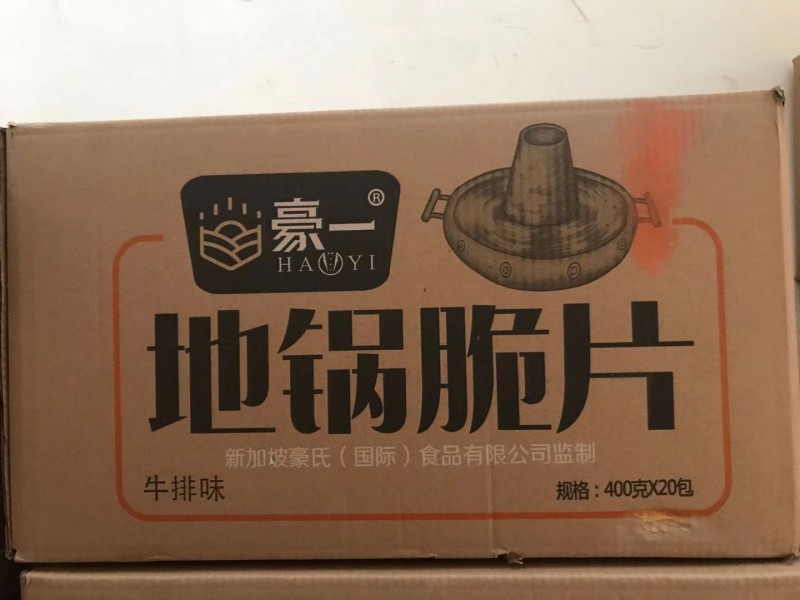 豪一®
HAOYI
地锅脆片
新加坡豪氏（国际）食品有限公司监制
牛排味
规格：400克X20包